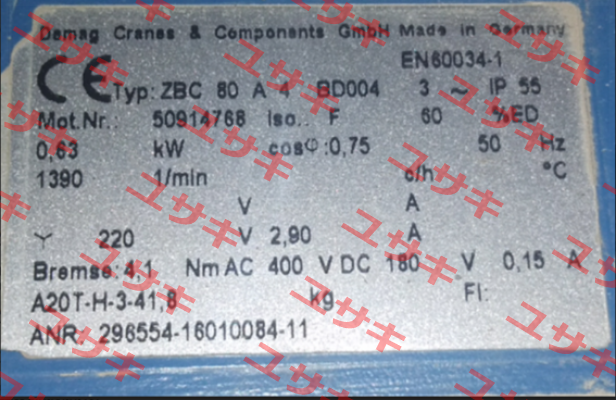 Demag Cranes & Components GmbH Made in Germany
EN60034-1
CE Typ: ZBC 80 A 4 BD004 3 ~ IP 55
Mot.Nr.: 50914768 Iso.. F 60 %ED
0,63 kW cosφ:0,75 50 Hz
1390 1/min c/h °C
V A
Y 220 V 2,90 A
Bremse:4,1 Nm AC 400 V DC 180 V 0,15 A
A20T-H-3-41,8 kg FI:
ANR: 296554-16010084-11
ユサキ